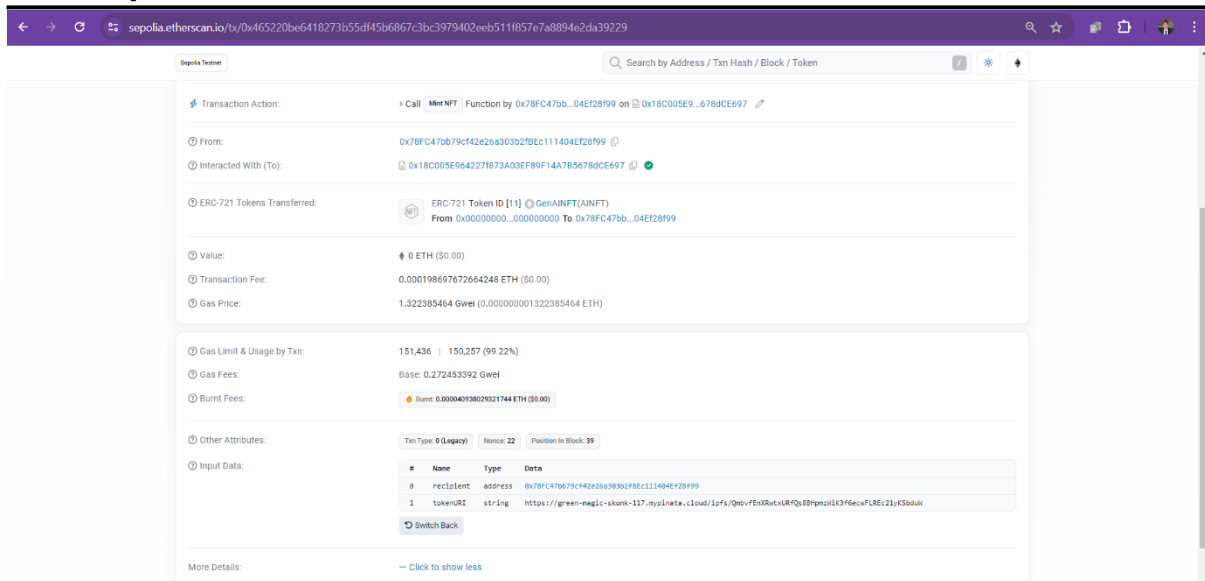 sepolia.etherscan.io/tx/0x465220be6418273b55df45b6867c3bc3979402eeb511f857e7a8894e2da39229
Sepolia Testnet
Search by Address / Txn Hash / Block / Token /
Transaction Action: Call Mint NFT Function by 0x78FC47bb...04Ef28f99 on 0x18C005E9...678dCE697
From: 0x78FC47bb79cf42e26a303b2fBEc111404Ef28f99
Interacted With (To): 0x18C005E964227f873A03EF89F14A7B5678dCE697
ERC-721 Tokens Transferred: ERC-721 Token ID [11] GenAINFT(AINFT)
From 0x00000000...000000000 To 0x78FC47bb...04Ef28f99
Value: 0 ETH ($0.00)
Transaction Fee: 0.000198697672664248 ETH ($0.00)
Gas Price: 1.322385464 Gwei (0.000000001322385464 ETH)
Gas Limit & Usage by Txn: 151,436 | 150,257 (99.22%)
Gas Fees: Base: 0.272453392 Gwei
Burnt Fees: Burnt: 0.000040938029321744 ETH ($0.00)
Other Attributes: Txn Type: 0 (Legacy) Nonce: 22 Position In Block: 39
Input Data: # Name Type Data
0 recipient address 0x78FC47bb79cf42e26a303b2f8Ec111404Ef28f99
1 tokenURI string https://green-magic-skunk-117.mypinata.cloud/ipfs/QmbvfEnXRwtxURfQs88HpmzWiK3f6ecwFLREc21yKSbduW
Switch Back
More Details: — Click to show less